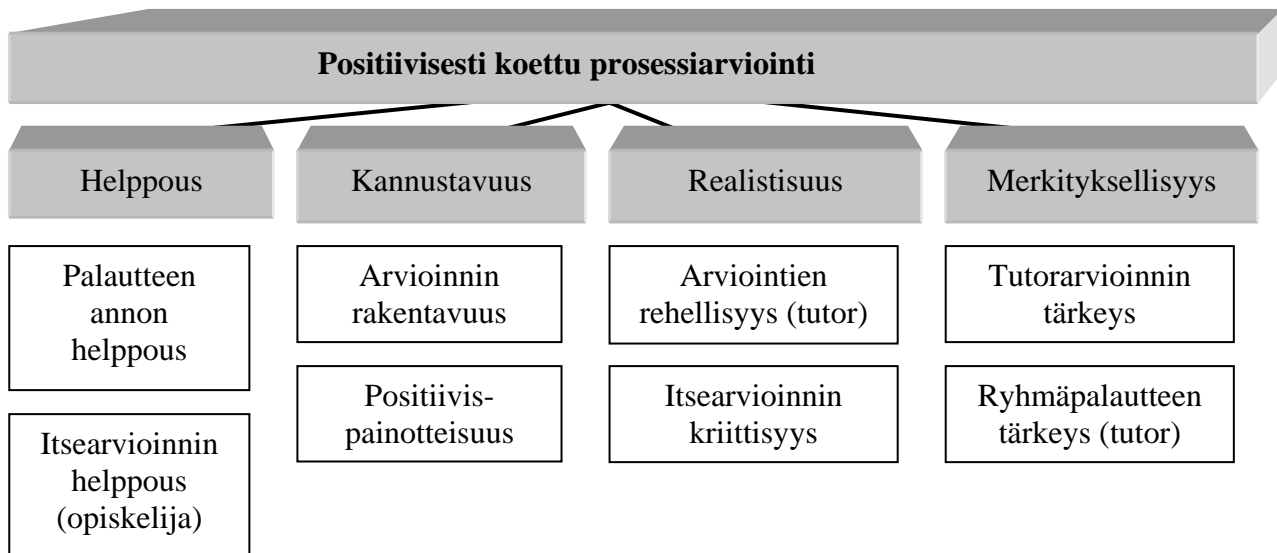 Positiivisesti koettu prosessiarviointi
Helppous
Kannustavuus
Realistisuus
Merkityksellisyys
Palautteen
annon
helppous
Itsearvioinnin
helppous
(opiskelija)
Arvioinnin
rakentavuus
Positiivis-
painotteisuus
Arviointien
rehellisyys (tutor)
Itsearvioinnin
kriittisyys
Tutorarvioinnin
tärkeys
Ryhmäpalautteen
tärkeys (tutor)